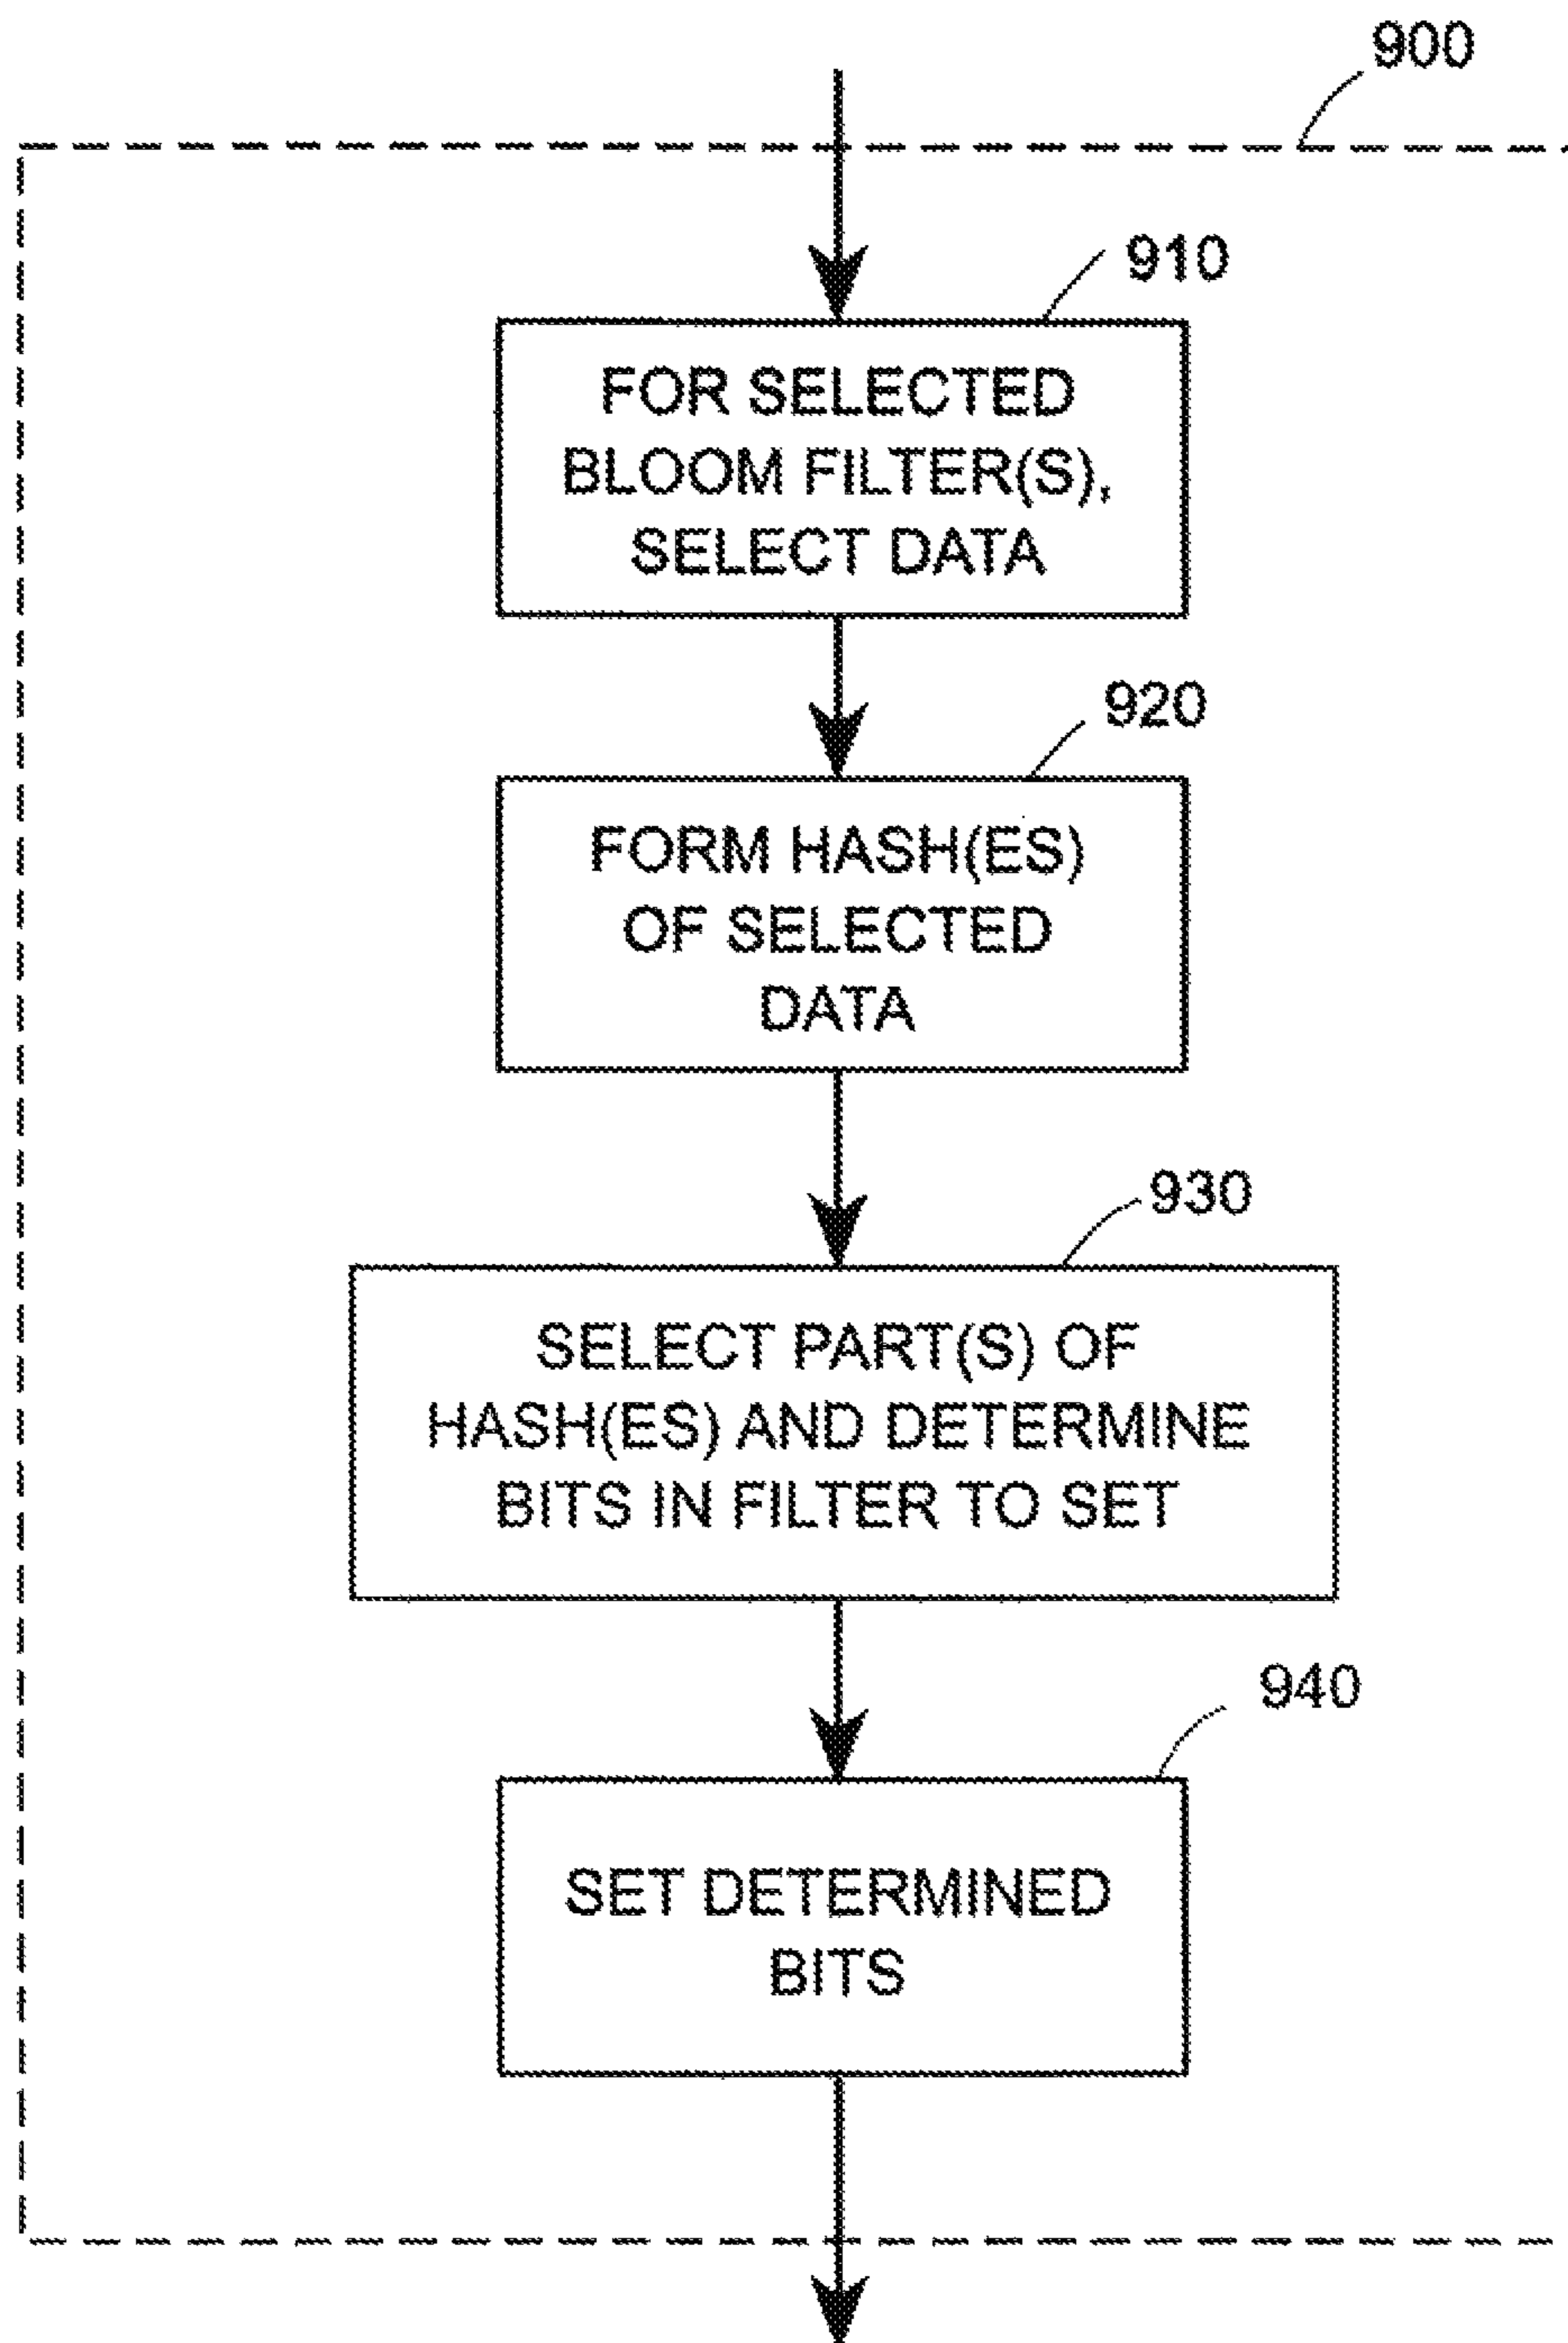 900
910
FOR SELECTED
BLOOM FILTER(S),
SELECT DATA
920
FORM HASH(ES)
OF SELECTED
DATA
930
SELECT PART(S) OF
HASH(ES) AND DETERMINE
BITS IN FILTER TO SET
940
SET DETERMINED
BITS